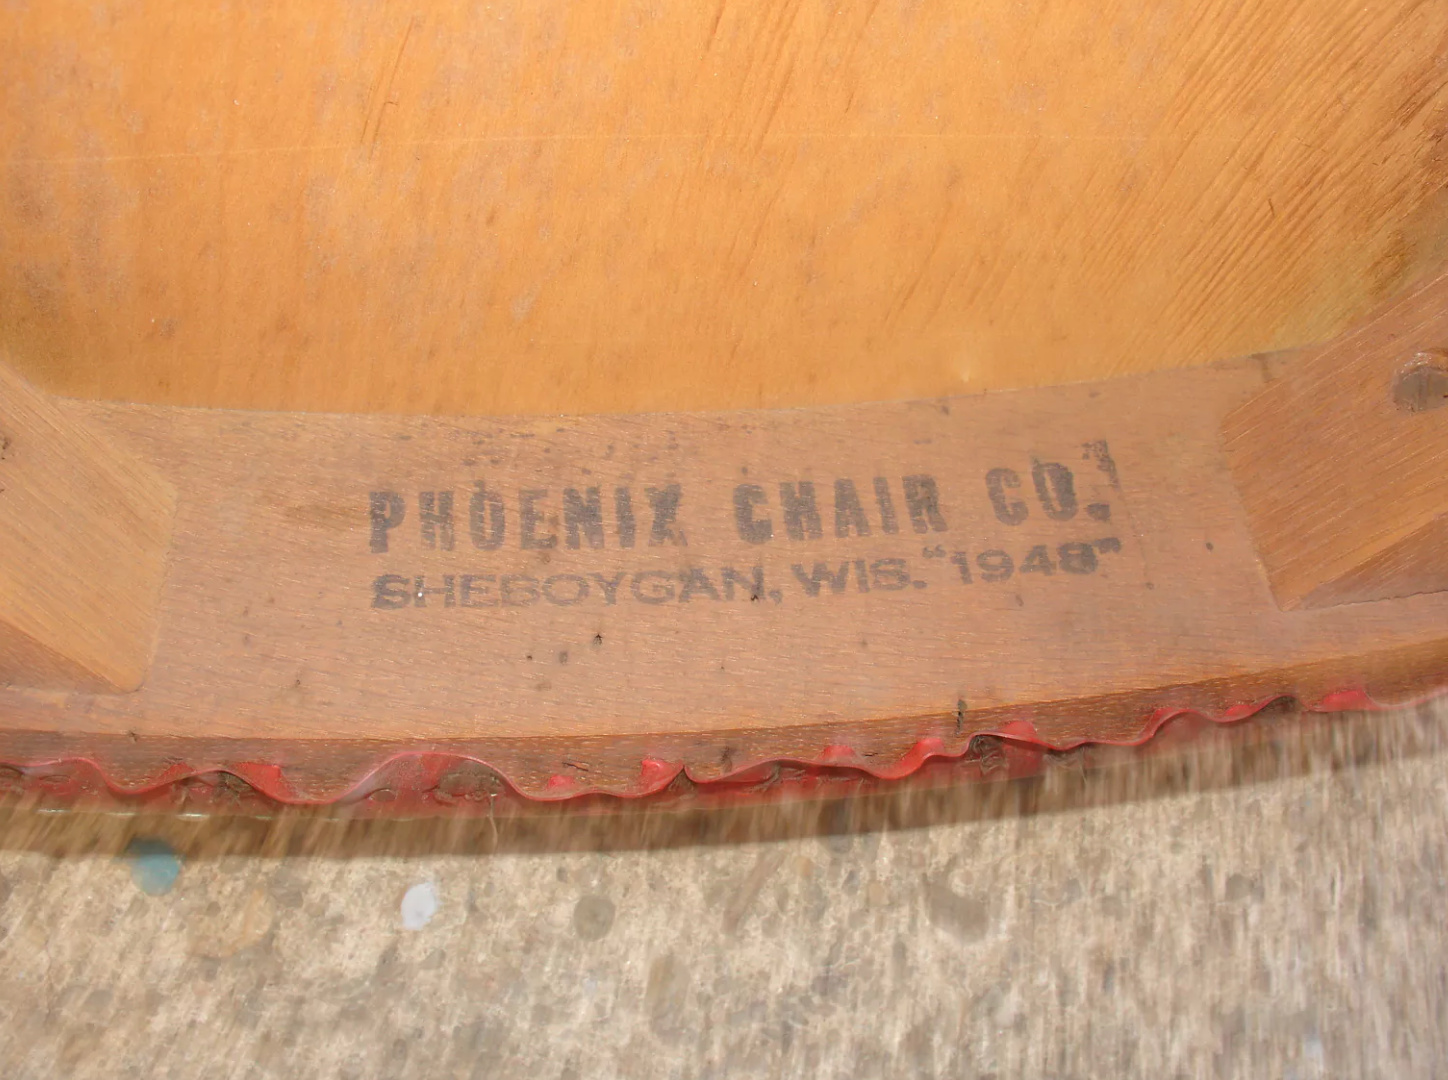 PHOENIX CHAIR CO.
SHEBOYGAN, WIS. "1948"